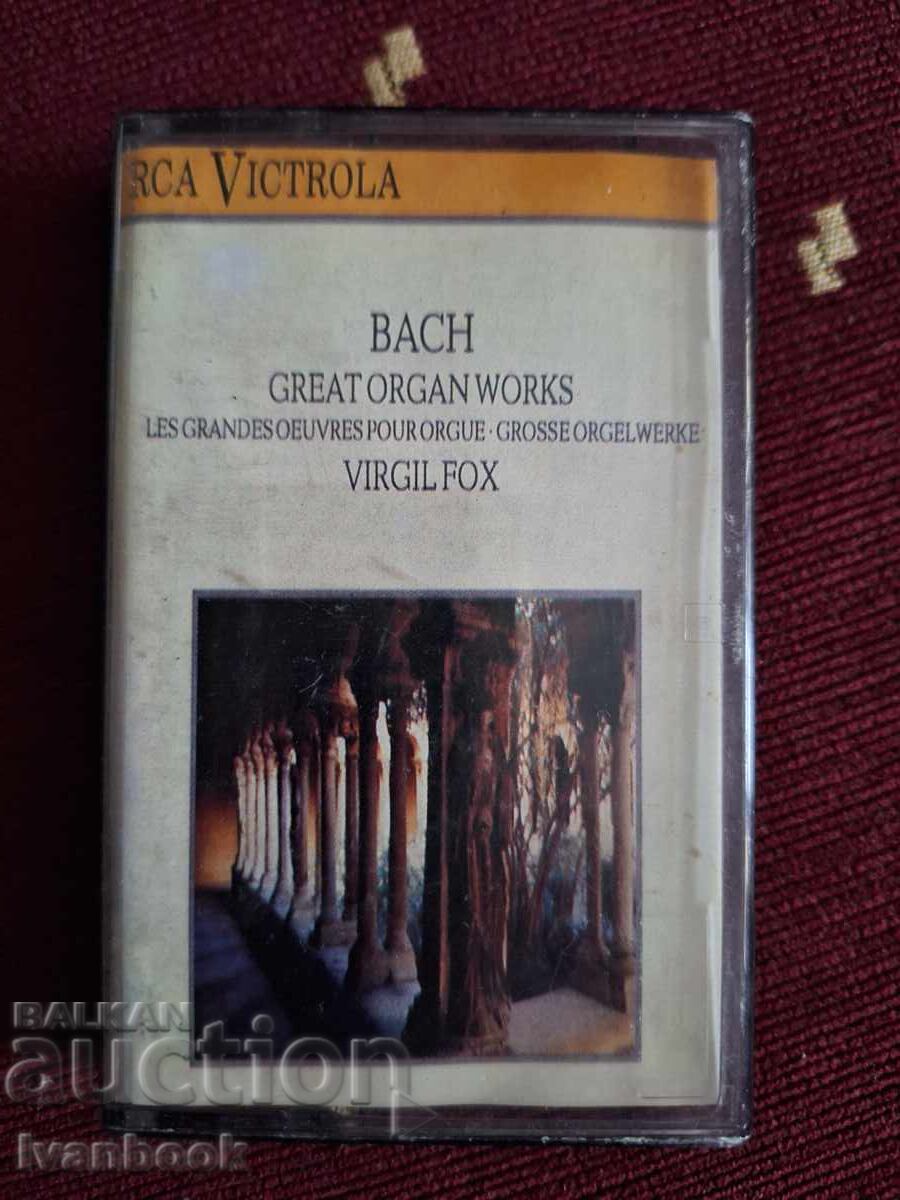 RCA VICTROLA
BACH
GREAT ORGAN WORKS
LES GRANDES OEUVRES POUR ORGUE · GROSSE ORGELWERKE
VIRGIL FOX
BALKAN
auction
Ivanbook